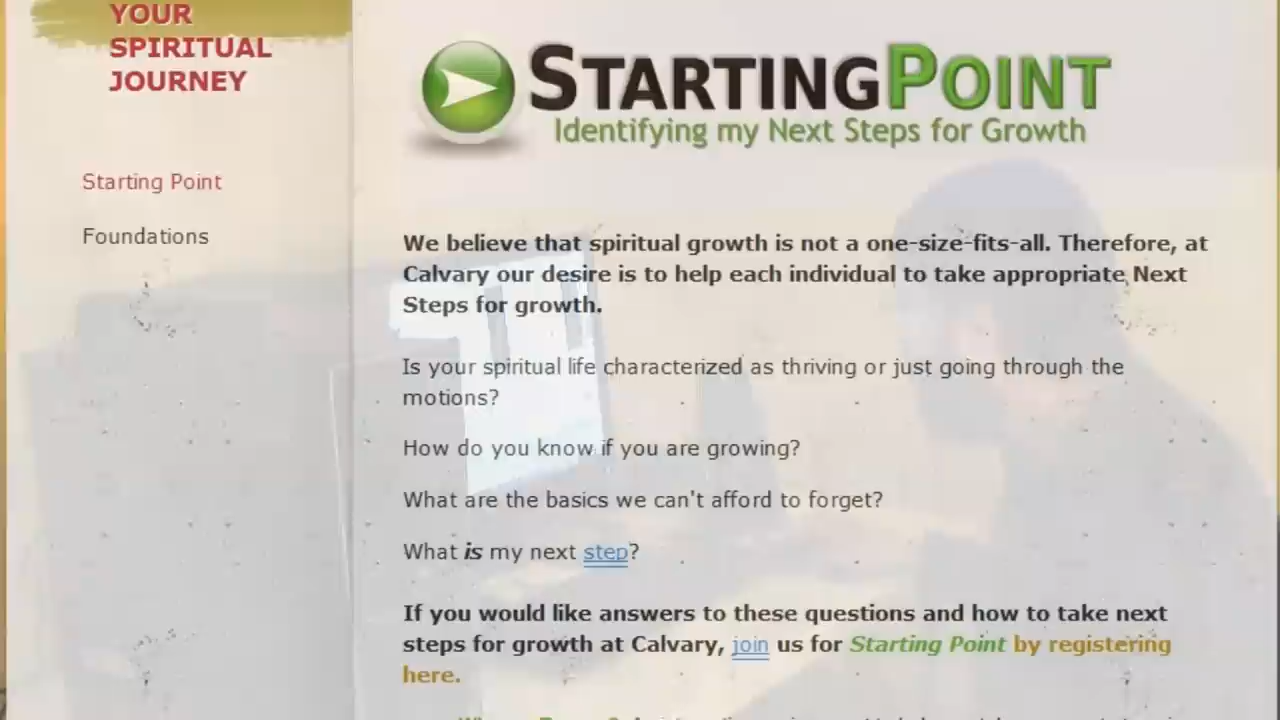 YOUR
SPIRITUAL
JOURNEY
Starting Point
Foundations
STARTINGPOINT
Identifying my Next Steps for Growth
We believe that spiritual growth is not a one-size-fits-all. Therefore, at
Calvary our desire is to help each individual to take appropriate Next
Steps for growth.
Is your spiritual life characterized as thriving or just going through the
motions?
How do you know if you are growing?
What are the basics we can't afford to forget?
What is my next step?
If you would like answers to these questions and how to take next
steps for growth at Calvary, join us for Starting Point by registering
here.